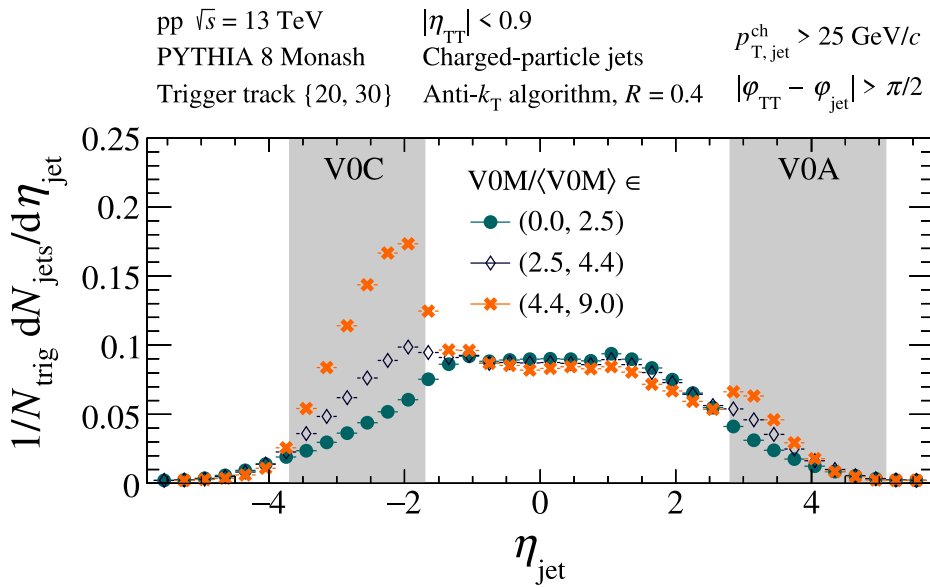 pp √s = 13 TeV
PYTHIA 8 Monash
Trigger track {20, 30}
|η_TT| < 0.9
Charged-particle jets
Anti-k_T algorithm, R = 0.4
p^ch_T, jet > 25 GeV/c
|φ_TT − φ_jet| > π/2
1/N_trig dN_jets/dη_jet
0.25
0.2
0.15
0.1
0.05
0
V0C
V0A
V0M/⟨V0M⟩ ∈
(0.0, 2.5)
(2.5, 4.4)
(4.4, 9.0)
−4 −2 0 2 4
η_jet